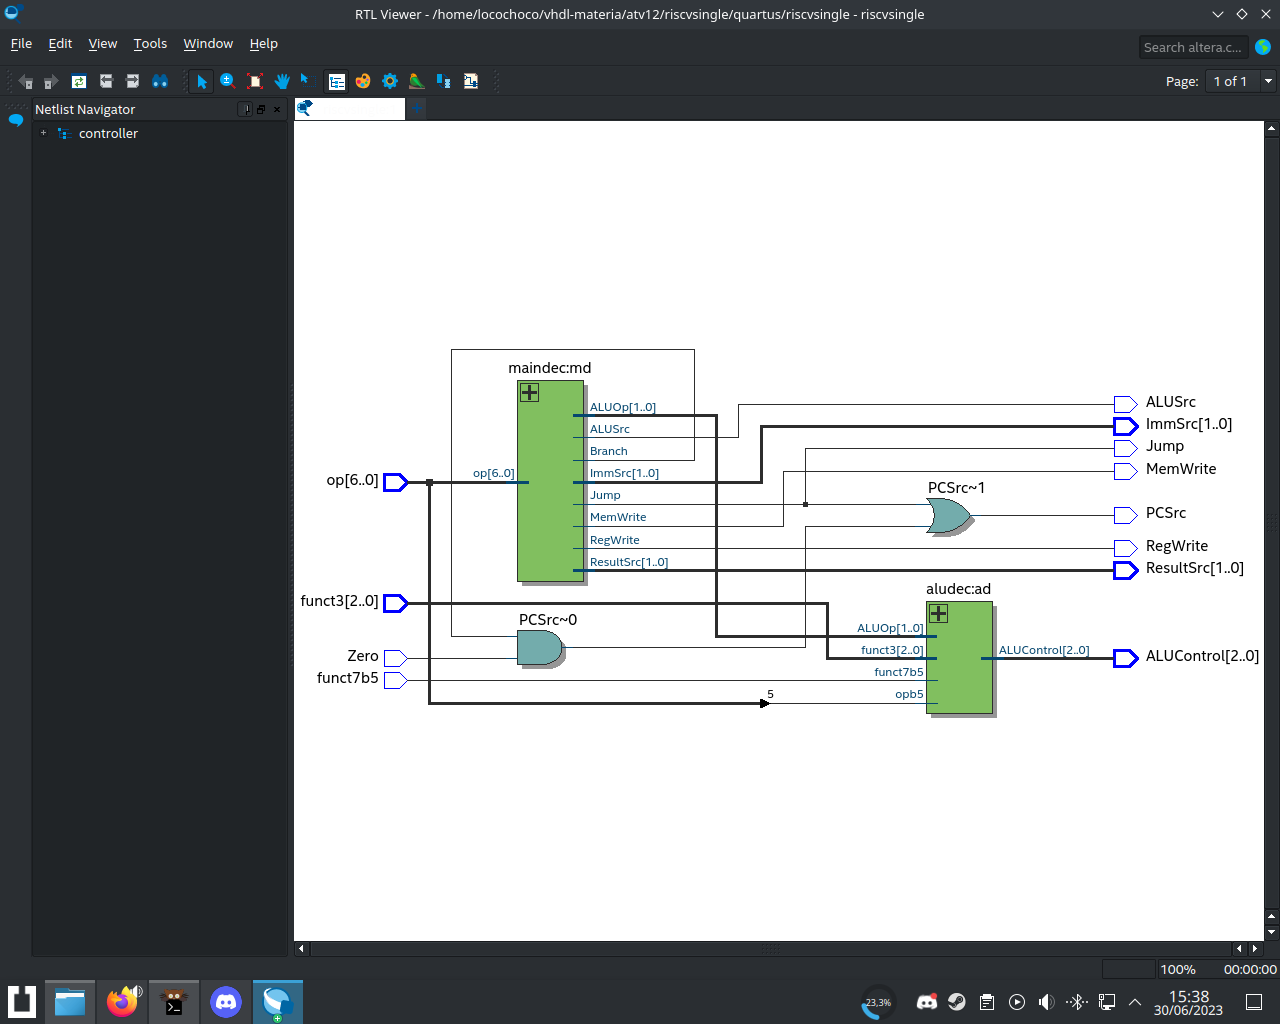 RTL Viewer - /home/locochoco/vhdl-materia/atv12/riscvsingle/quartus/riscvsingle - riscvsingle
File Edit View Tools Window Help
Search altera.c...
Page: 1 of 1
Netlist Navigator
controller
maindec:md
ALUOp[1..0]
ALUSrc
Branch
op[6..0]
ImmSrc[1..0]
Jump
MemWrite
RegWrite
ResultSrc[1..0]
op[6..0]
funct3[2..0]
Zero
funct7b5
PCSrc~0
PCSrc~1
5
aludec:ad
ALUOp[1..0]
funct3[2..0]
funct7b5
opb5
ALUControl[2..0]
ALUSrc
ImmSrc[1..0]
Jump
MemWrite
PCSrc
RegWrite
ResultSrc[1..0]
ALUControl[2..0]
100% 00:00:00
23,3%
15:38
30/06/2023